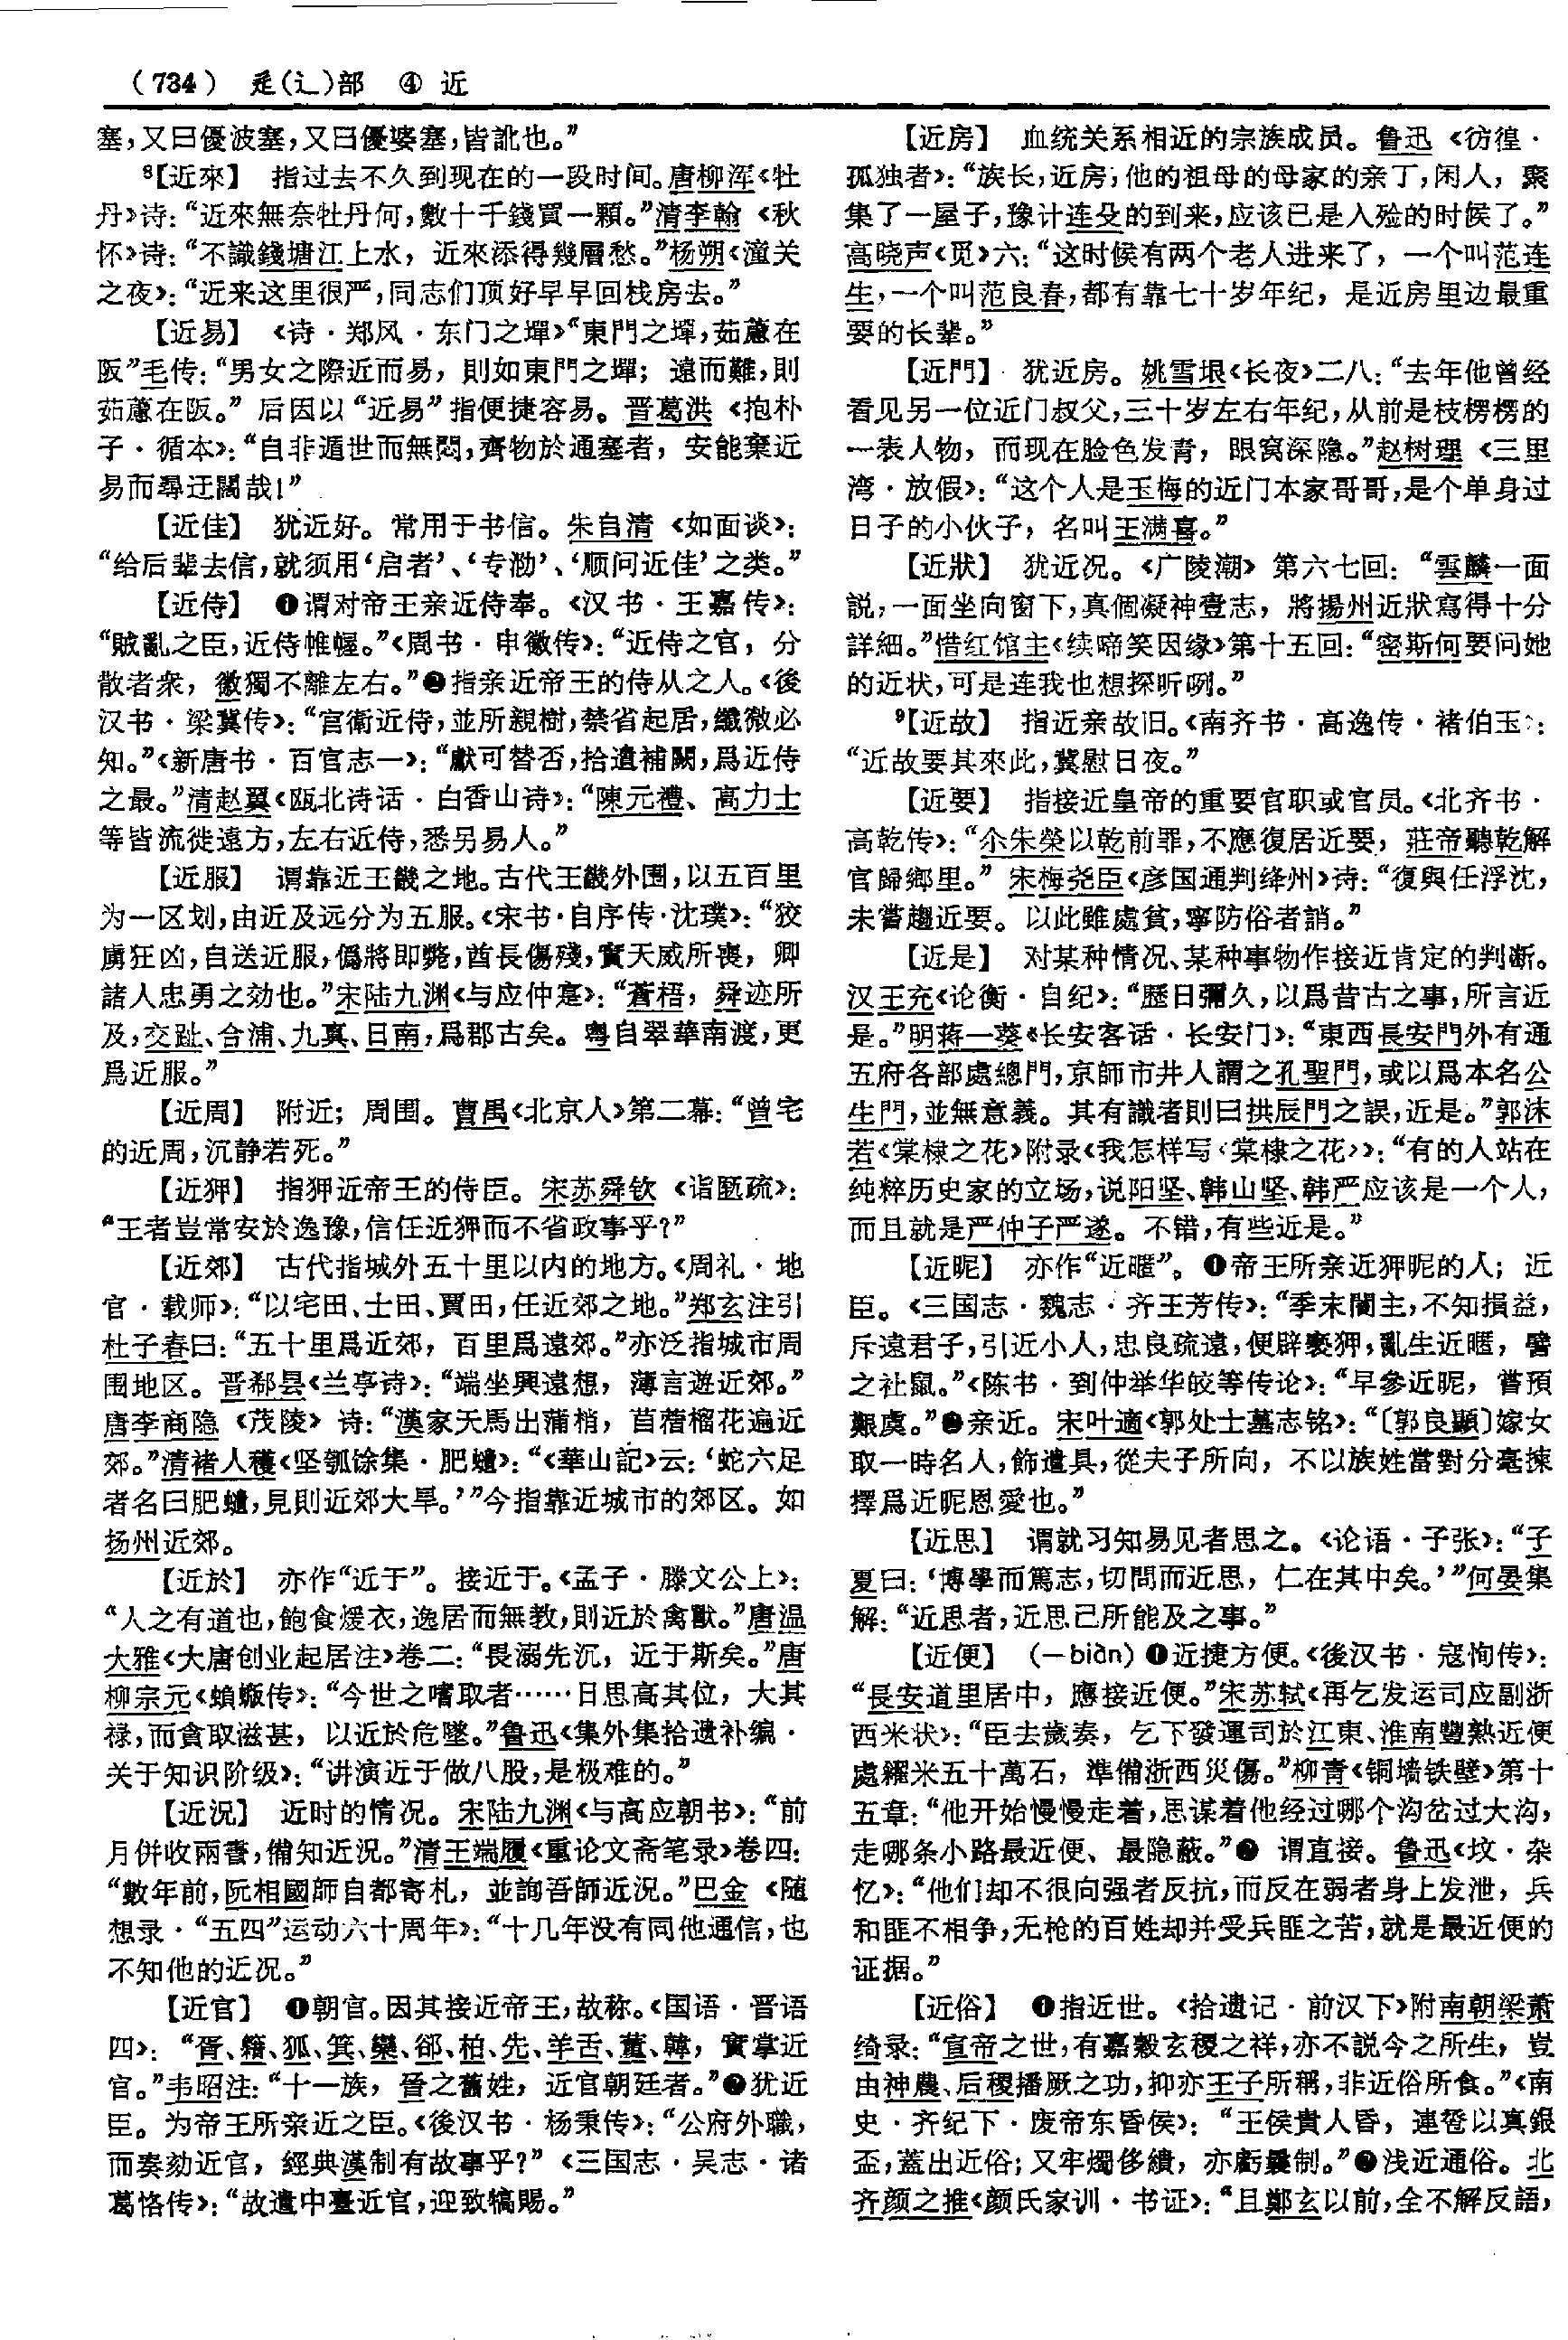 （734） 辵(辶)部 ④ 近
塞，又曰優波塞，又曰優婆塞，皆訛也。”
⁸【近來】 指过去不久到现在的一段时间。唐柳浑《牡
丹》诗：“近來無奈牡丹何，數十千錢買一顆。”清李翰《秋
怀》诗：“不識錢塘江上水，近來添得幾層愁。”杨朔《潼关
之夜》：“近来这里很严，同志们顶好早早回栈房去。”
【近易】 《诗·郑风·东门之墠》“東門之墠，茹藘在
阪”毛传：“男女之際近而易，則如東門之墠；遠而難，則
茹藘在阪。”后因以“近易”指便捷容易。晋葛洪《抱朴
子·循本》：“自非遁世而無悶，齊物於通塞者，安能棄近
易而尋迂闊哉！”
【近佳】 犹近好。常用于书信。朱自清《如面谈》：
“给后辈去信，就须用‘启者’、‘专泐’、‘顺问近佳’之类。”
【近侍】 ❶谓对帝王亲近侍奉。《汉书·王嘉传》：
“賊亂之臣，近侍帷幄。”《周书·申徽传》：“近侍之官，分
散者衆，徽獨不離左右。”❷指亲近帝王的侍从之人。《後
汉书·梁冀传》：“宫衛近侍，並所親樹，禁省起居，纖微必
知。”《新唐书·百官志一》：“獻可替否，拾遺補闕，爲近侍
之最。”清赵翼《瓯北诗话·白香山诗》：“陳元禮、高力士
等皆流徙遠方，左右近侍，悉另易人。”
【近服】 谓靠近王畿之地。古代王畿外围，以五百里
为一区划，由近及远分为五服。《宋书·自序传·沈璞》：“狡
虜狂凶，自送近服，僞將即斃，酋長傷殘，實天威所喪，卿
諸人忠勇之効也。”宋陆九渊《与应仲寔》：“蒼梧，舜迹所
及，交趾、合浦、九真、日南，爲郡古矣。粤自翠華南渡，更
爲近服。”
【近周】 附近；周围。曹禺《北京人》第二幕：“曾宅
的近周，沉静若死。”
【近狎】 指狎近帝王的侍臣。宋苏舜钦《诣匦疏》：
“王者豈常安於逸豫，信任近狎而不省政事乎？”
【近郊】 古代指城外五十里以内的地方。《周礼·地
官·载师》：“以宅田、士田、賈田，任近郊之地。”郑玄注引
杜子春曰：“五十里爲近郊，百里爲遠郊。”亦泛指城市周
围地区。晋郗昙《兰亭诗》：“端坐興遠想，薄言遊近郊。”
唐李商隐《茂陵》诗：“漢家天馬出蒲梢，苜蓿榴花遍近
郊。”清褚人穫《坚瓠馀集·肥𧔥》：“《華山記》云：‘蛇六足
者名曰肥𧔥，見則近郊大旱。’”今指靠近城市的郊区。如
扬州近郊。
【近於】 亦作“近于”。接近于。《孟子·滕文公上》：
“人之有道也，飽食煖衣，逸居而無教，則近於禽獸。”唐温
大雅《大唐创业起居注》卷二：“畏溺先沉，近于斯矣。”唐
柳宗元《蝜蝂传》：“今世之嗜取者……日思高其位，大其
禄，而貪取滋甚，以近於危墜。”鲁迅《集外集拾遗补编·
关于知识阶级》：“讲演近于做八股，是极难的。”
【近况】 近时的情况。宋陆九渊《与高应朝书》：“前
月併收兩書，備知近況。”清王端履《重论文斋笔录》卷四：
“數年前，阮相國師自都寄札，並詢吾師近況。”巴金《随
想录·“五四”运动六十周年》：“十几年没有同他通信，也
不知他的近况。”
【近官】 ❶朝官。因其接近帝王，故称。《国语·晋语
四》：“胥、籍、狐、箕、欒、郤、柏、先、羊舌、董、韓，實掌近
官。”韦昭注：“十一族，晉之舊姓，近官朝廷者。”❷犹近
臣。为帝王所亲近之臣。《後汉书·杨秉传》：“公府外職，
而奏劾近官，經典漢制有故事乎？”《三国志·吴志·诸
葛恪传》：“故遣中臺近官，迎致犒賜。”
【近房】 血统关系相近的宗族成员。鲁迅《彷徨·
孤独者》：“族长，近房，他的祖母的母家的亲丁，闲人，聚
集了一屋子，豫计连殳的到来，应该已是入殓的时候了。”
高晓声《觅》六：“这时候有两个老人进来了，一个叫范连
生，一个叫范良春，都有靠七十岁年纪，是近房里边最重
要的长辈。”
【近門】 犹近房。姚雪垠《长夜》二八：“去年他曾经
看见另一位近门叔父，三十岁左右年纪，从前是枝楞楞的
一表人物，而现在脸色发青，眼窝深隐。”赵树理《三里
湾·放假》：“这个人是玉梅的近门本家哥哥，是个单身过
日子的小伙子，名叫王满喜。”
【近狀】 犹近况。《广陵潮》第六七回：“雲麟一面
説，一面坐向窗下，真個凝神壹志，將揚州近狀寫得十分
詳細。”惜红馆主《续啼笑因缘》第十五回：“密斯何要问她
的近状，可是连我也想探听咧。”
⁹【近故】 指近亲故旧。《南齐书·高逸传·褚伯玉》：
“近故要其來此，冀慰日夜。”
【近要】 指接近皇帝的重要官职或官员。《北齐书·
高乾传》：“尒朱榮以乾前罪，不應復居近要，莊帝聽乾解
官歸鄉里。”宋梅尧臣《彦国通判绛州》诗：“復與任浮沈，
未嘗趨近要。以此雖處貧，寧防俗者誚。”
【近是】 对某种情况、某种事物作接近肯定的判断。
汉王充《论衡·自纪》：“歷日彌久，以爲昔古之事，所言近
是。”明蒋一葵《长安客话·长安门》：“東西長安門外有通
五府各部處總門，京師市井人謂之孔聖門，或以爲本名公
生門，並無意義。其有識者則曰拱辰門之誤，近是。”郭沫
若《棠棣之花》附录《我怎样写〈棠棣之花〉》：“有的人站在
纯粹历史家的立场，说阳坚、韩山坚、韩严应该是一个人，
而且就是严仲子严遂。不错，有些近是。”
【近昵】 亦作“近暱”。❶帝王所亲近狎昵的人；近
臣。《三国志·魏志·齐王芳传》：“季末闇主，不知損益，
斥遠君子，引近小人，忠良疏遠，便辟褻狎，亂生近暱，譬
之社鼠。”《陈书·到仲举华皎等传论》：“早參近昵，嘗預
艱虞。”❷亲近。宋叶適《郭处士墓志铭》：“〔郭良顯〕嫁女
取一時名人，飾遣具，從夫子所向，不以族姓當對分毫揀
擇爲近昵恩愛也。”
【近思】 谓就习知易见者思之。《论语·子张》：“子
夏曰：‘博學而篤志，切問而近思，仁在其中矣。’”何晏集
解：“近思者，近思己所能及之事。”
【近便】 （－biàn）❶近捷方便。《後汉书·寇恂传》：
“長安道里居中，應接近便。”宋苏轼《再乞发运司应副浙
西米状》：“臣去歲奏，乞下發運司於江東、淮南豐熟近便
處糴米五十萬石，準備浙西災傷。”柳青《铜墙铁壁》第十
五章：“他开始慢慢走着，思谋着他经过哪个沟岔过大沟，
走哪条小路最近便、最隐蔽。”❷ 谓直接。鲁迅《坟·杂
忆》：“他们却不很向强者反抗，而反在弱者身上发泄，兵
和匪不相争，无枪的百姓却并受兵匪之苦，就是最近便的
证据。”
【近俗】 ❶指近世。《拾遗记·前汉下》附南朝梁萧
绮录：“宣帝之世，有嘉穀玄稷之祥，亦不説今之所生，豈
由神農、后稷播厥之功，抑亦王子所稱，非近俗所食。”《南
史·齐纪下·废帝东昏侯》：“王侯貴人昏，連卺以真銀
盃，蓋出近俗；又牢燭侈繢，亦虧曩制。”❷浅近通俗。北
齐颜之推《颜氏家训·书证》：“且鄭玄以前，全不解反語，